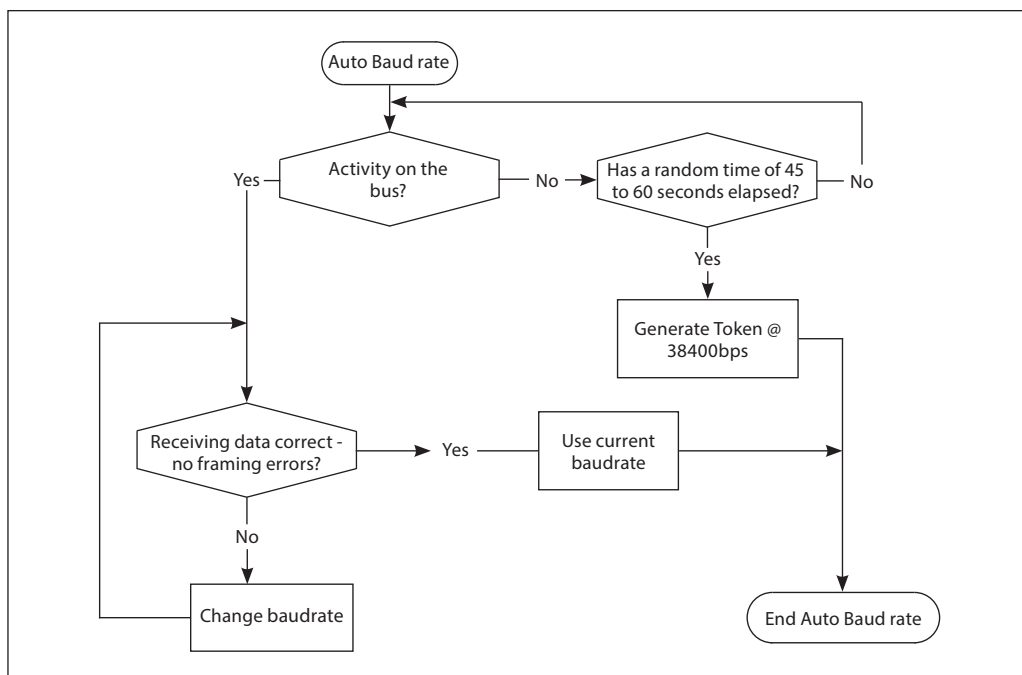 Auto Baud rate
Activity on the
bus?
Yes
No
Has a random time of 45
to 60 seconds elapsed?
No
Yes
Generate Token @
38400bps
Receiving data correct -
no framing errors?
Yes
Use current
baudrate
No
Change baudrate
End Auto Baud rate